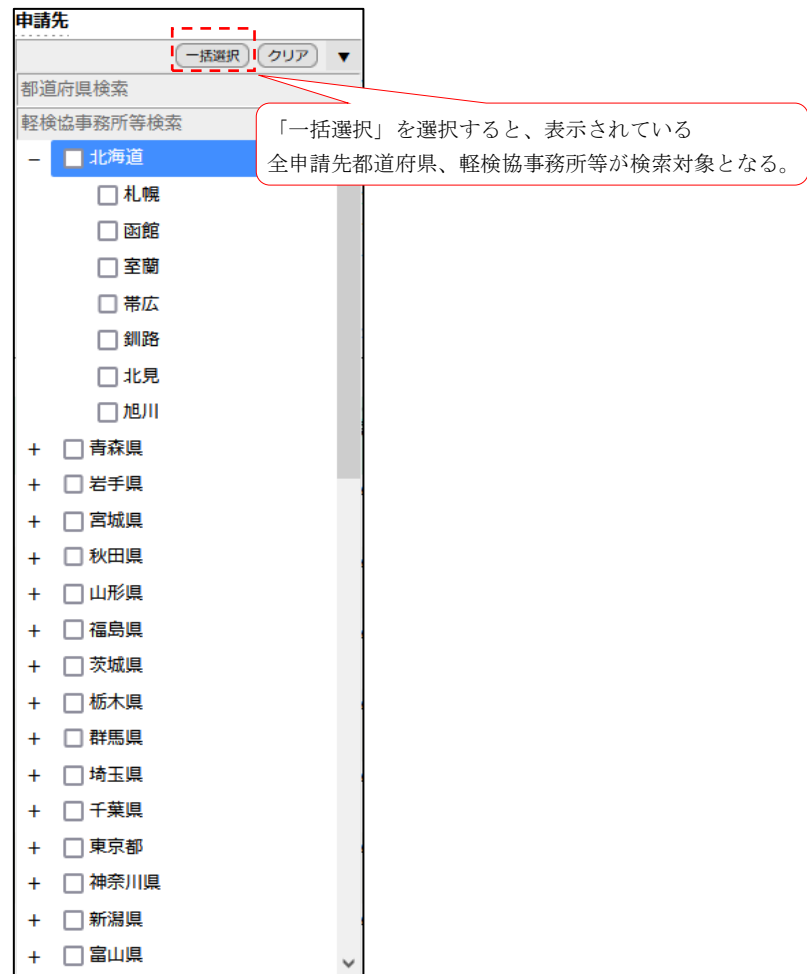 申請先
一括選択 クリア ▼
都道府県検索
軽検協事務所等検索
「一括選択」を選択すると、表示されている
全申請先都道府県、軽検協事務所等が検索対象となる。
− 北海道
札幌
函館
室蘭
帯広
釧路
北見
旭川
+ 青森県
+ 岩手県
+ 宮城県
+ 秋田県
+ 山形県
+ 福島県
+ 茨城県
+ 栃木県
+ 群馬県
+ 埼玉県
+ 千葉県
+ 東京都
+ 神奈川県
+ 新潟県
+ 富山県